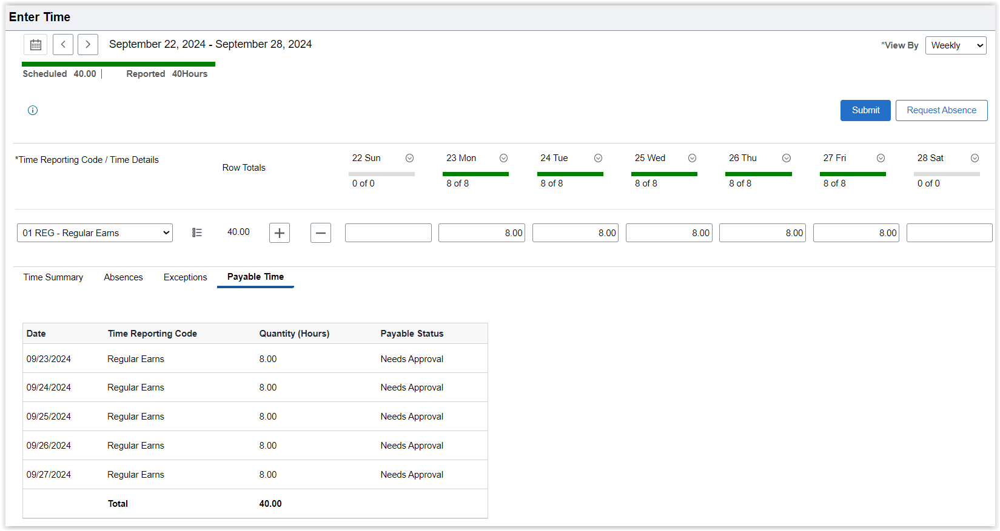 Enter Time
September 22, 2024 - September 28, 2024
*View By Weekly
Scheduled 40.00 | Reported 40Hours
Submit Request Absence
*Time Reporting Code / Time Details
Row Totals
22 Sun 23 Mon 24 Tue 25 Wed 26 Thu 27 Fri 28 Sat
0 of 0 8 of 8 8 of 8 8 of 8 8 of 8 8 of 8 0 of 0
01 REG - Regular Earns 40.00 8.00 8.00 8.00 8.00 8.00
Time Summary Absences Exceptions Payable Time
Date Time Reporting Code Quantity (Hours) Payable Status
09/23/2024 Regular Earns 8.00 Needs Approval
09/24/2024 Regular Earns 8.00 Needs Approval
09/25/2024 Regular Earns 8.00 Needs Approval
09/26/2024 Regular Earns 8.00 Needs Approval
09/27/2024 Regular Earns 8.00 Needs Approval
Total 40.00